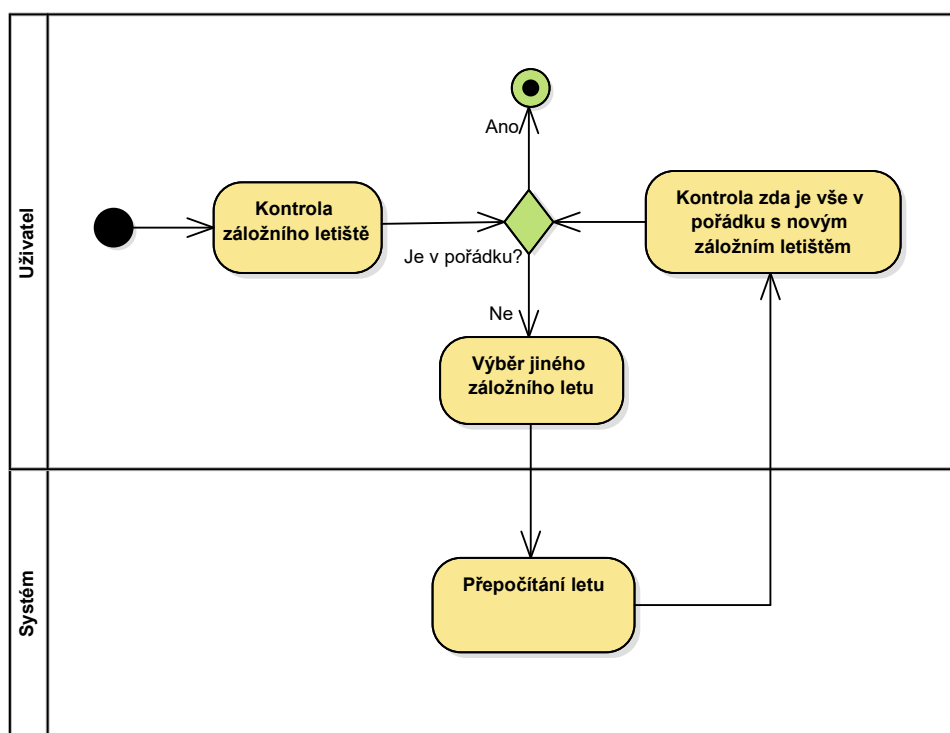 Uživatel
Ano
Kontrola
záložního letiště
Je v pořádku?
Kontrola zda je vše v
pořádku s novým
záložním letištěm
Ne
Výběr jiného
záložního letu
Systém
Přepočítání letu